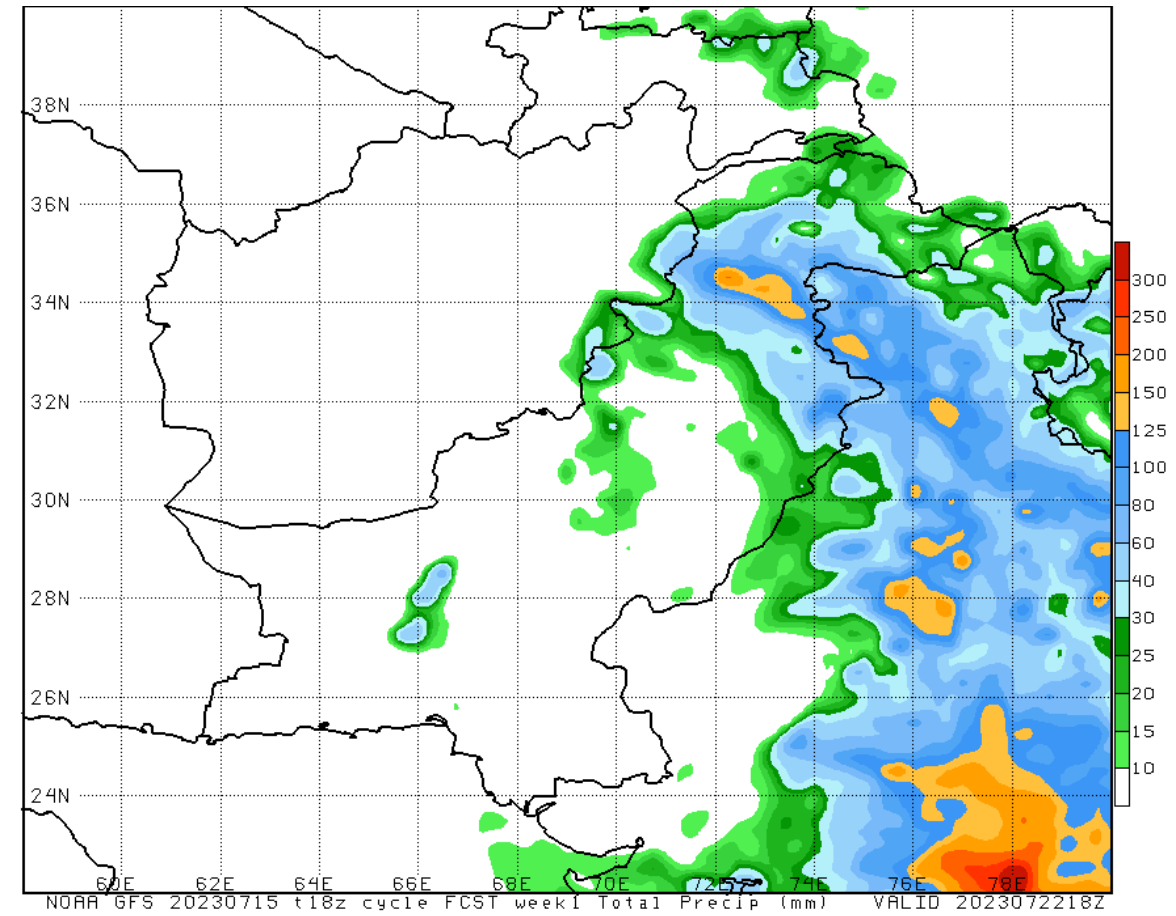 38N
36N
34N
32N
30N
28N
26N
24N
60E 62E 64E 66E 68E 70E 72E 74E 76E 78E
300
250
200
150
125
100
80
60
40
30
25
20
15
10
NOAA GFS 20230715 t18z cycle FCST week1 Total Precip (mm) VALID 2023072218Z